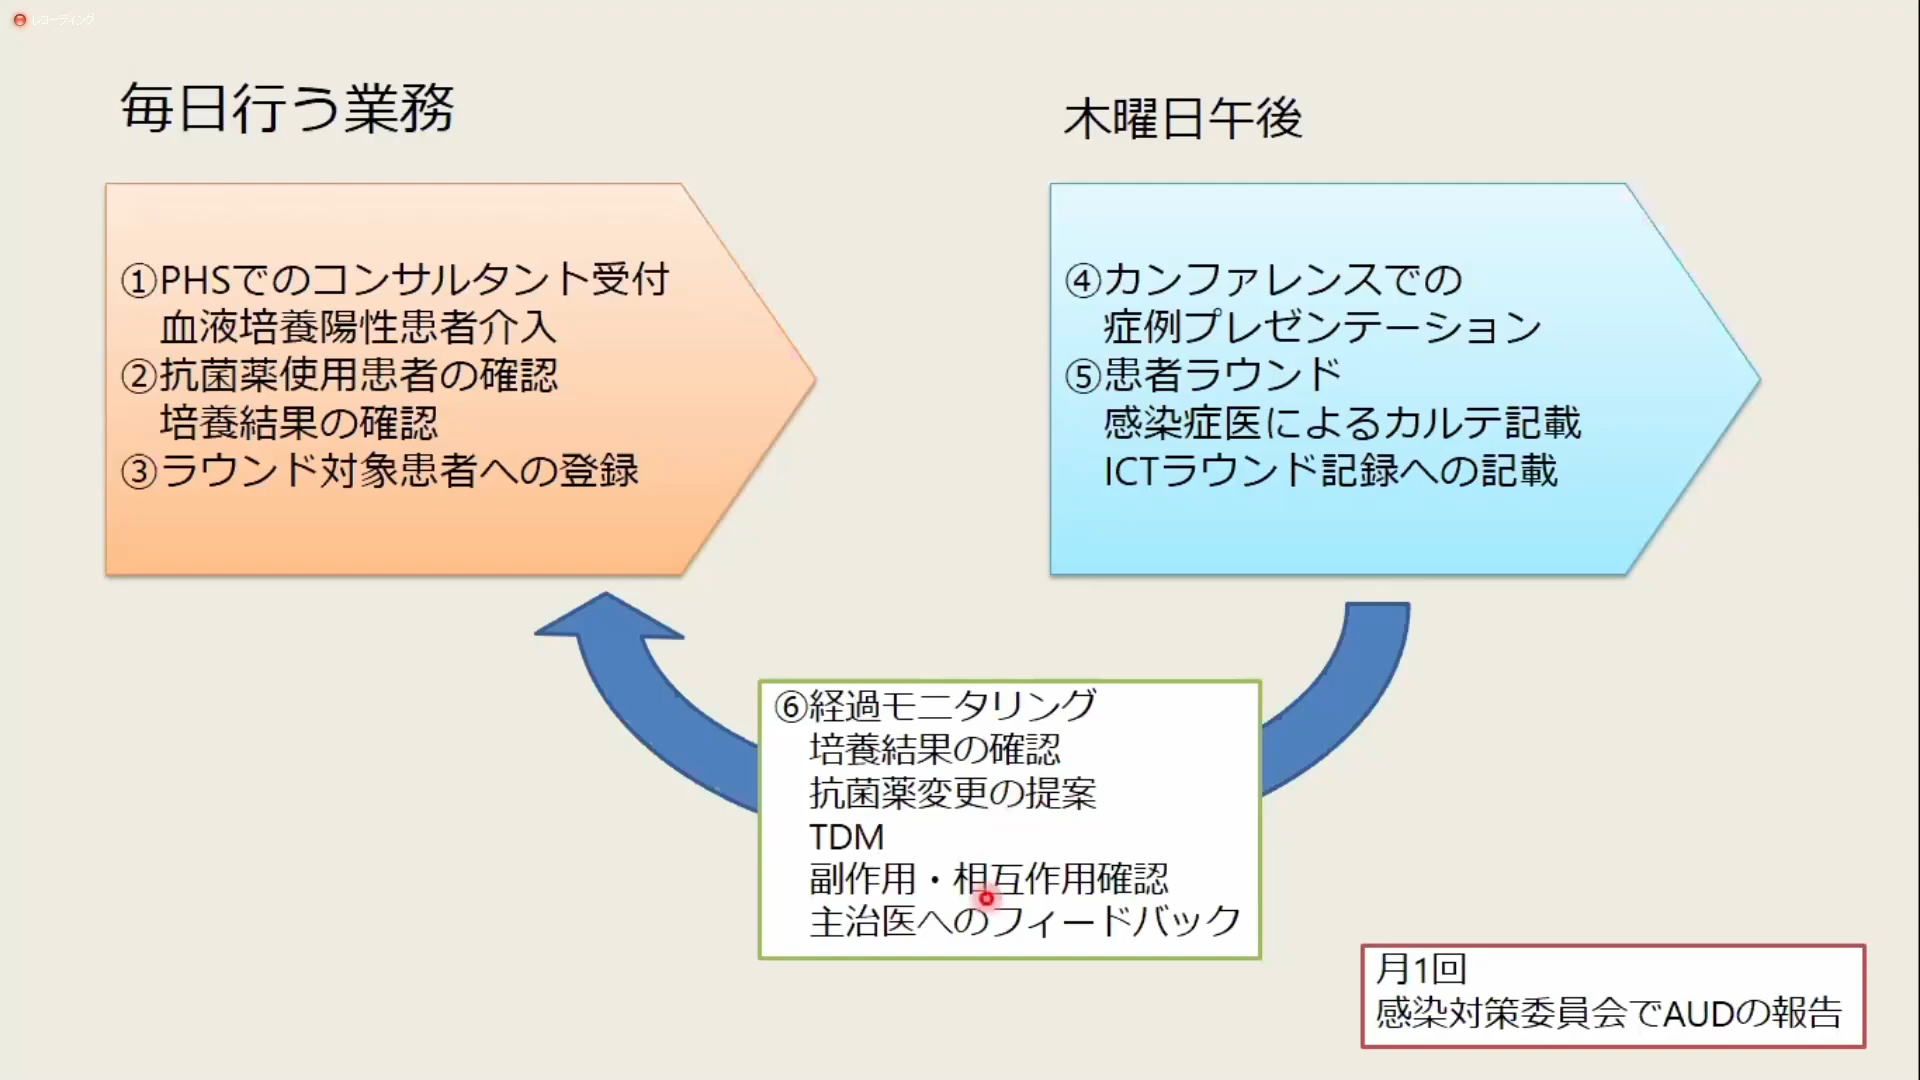 レコーディング
毎日行う業務
①PHSでのコンサルタント受付
血液培養陽性患者介入
②抗菌薬使用患者の確認
培養結果の確認
③ラウンド対象患者への登録
木曜日午後
④カンファレンスでの
症例プレゼンテーション
⑤患者ラウンド
感染症医によるカルテ記載
ICTラウンド記録への記載
⑥経過モニタリング
培養結果の確認
抗菌薬変更の提案
TDM
副作用・相互作用確認
主治医へのフィードバック
月1回
感染対策委員会でAUDの報告